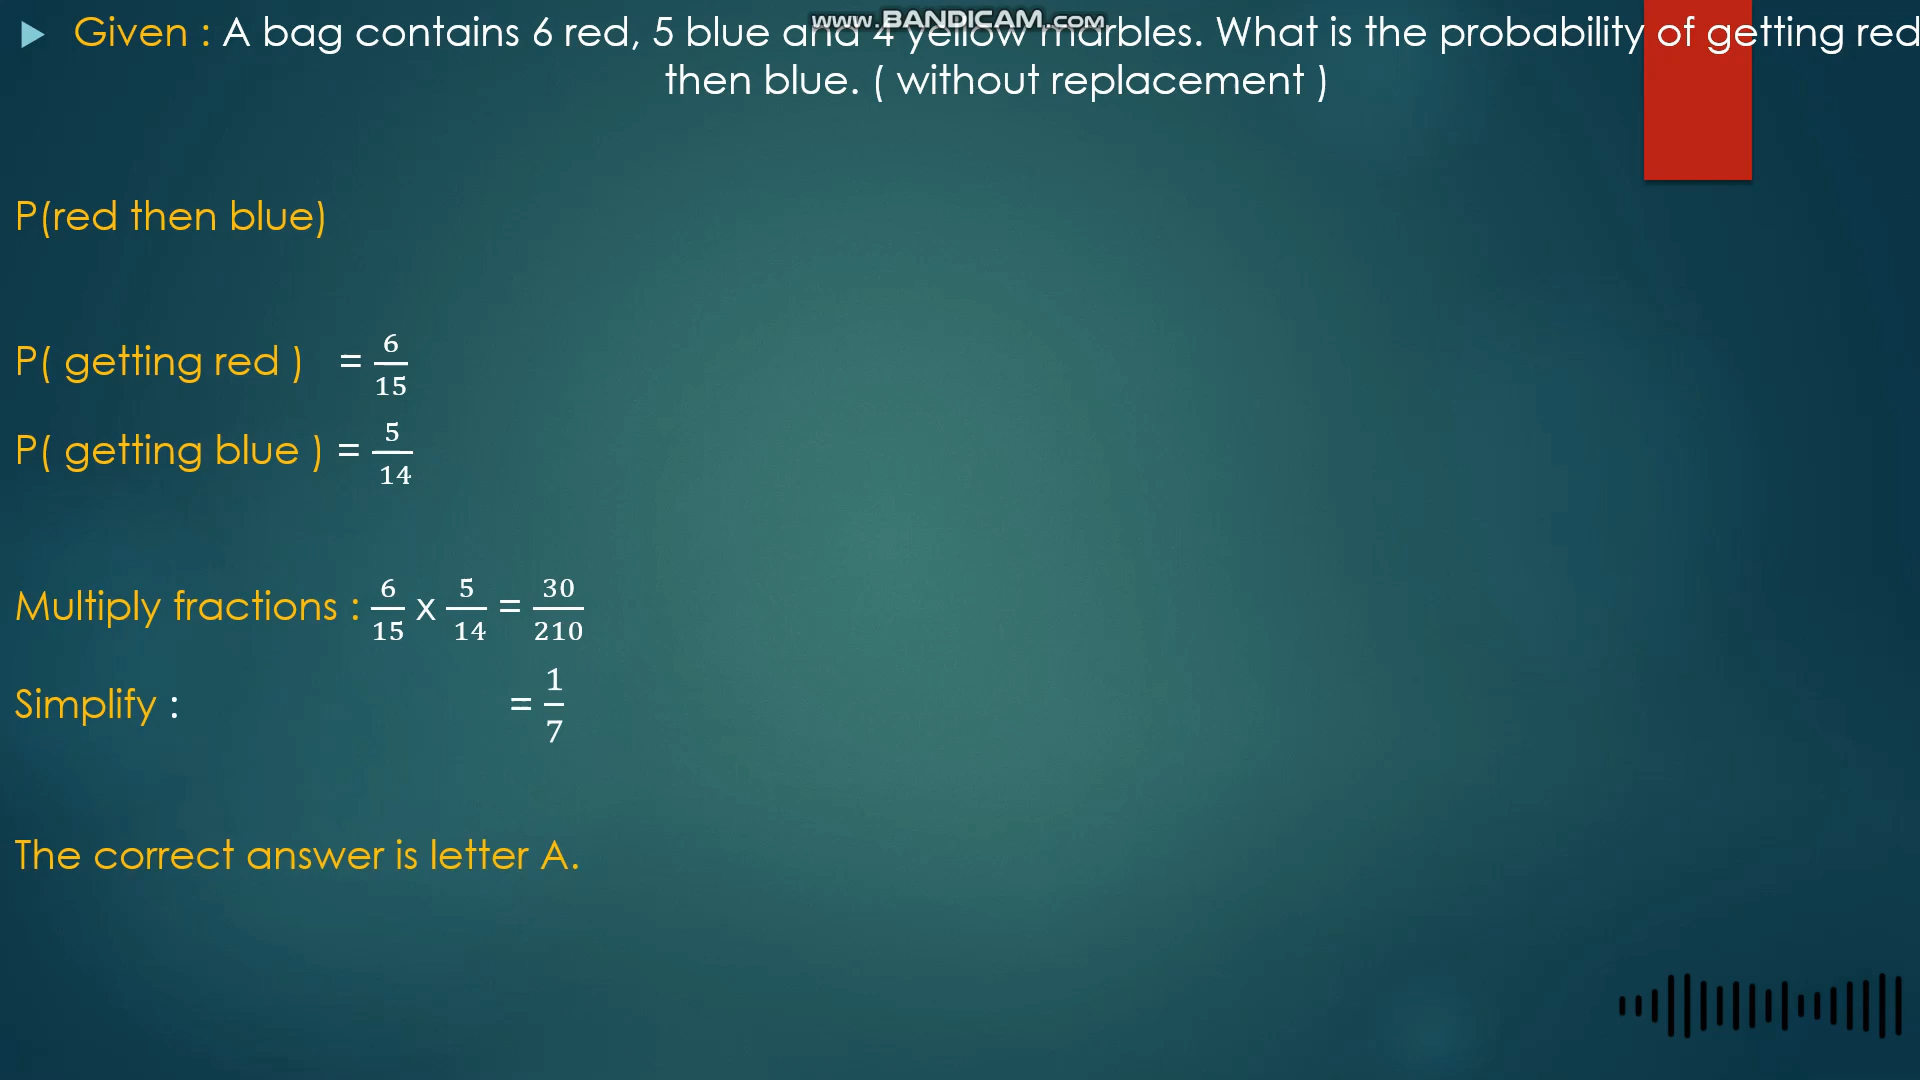 www.BANDICAM.com
Given : A bag contains 6 red, 5 blue and 4 yellow marbles. What is the probability of getting red
then blue. ( without replacement )
P(red then blue)
P( getting red ) = 6/15
P( getting blue ) = 5/14
Multiply fractions : 6/15 x 5/14 = 30/210
Simplify : = 1/7
The correct answer is letter A.